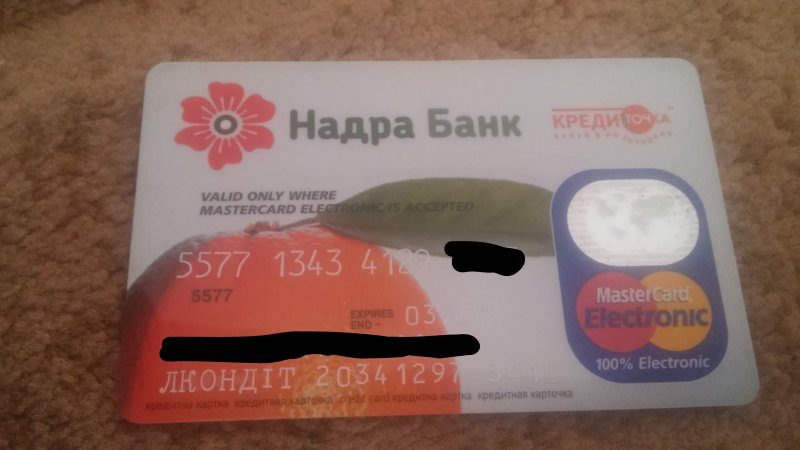 Надра Банк
КРЕДИТОЧКА
VALID ONLY WHERE
MASTERCARD ELECTRONIC IS ACCEPTED
5577 1343 4129
5577
EXPIRES
END
ЛКОНДІТ 20341297
MasterCard
Electronic
100% Electronic
кредитна картка кредитная карточка credit card кредитна картка кредитная карточка